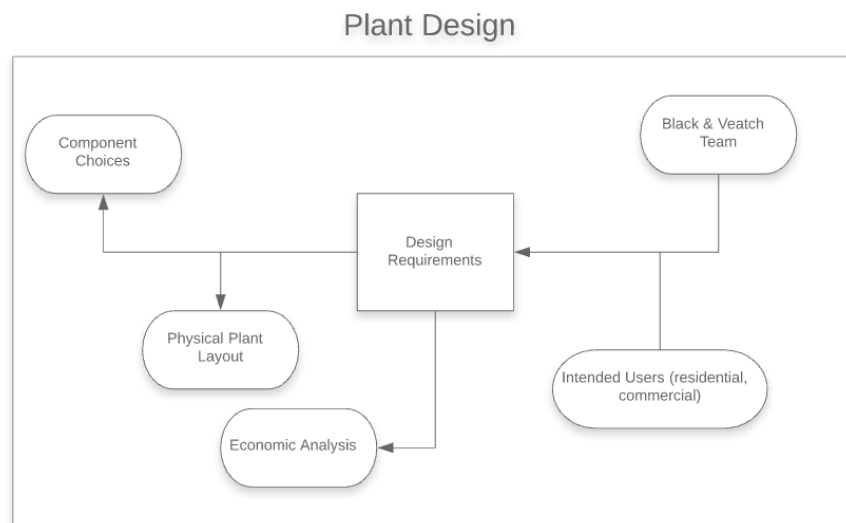 Plant Design
Component
Choices
Black & Veatch
Team
Design
Requirements
Physical Plant
Layout
Intended Users (residential,
commercial)
Economic Analysis